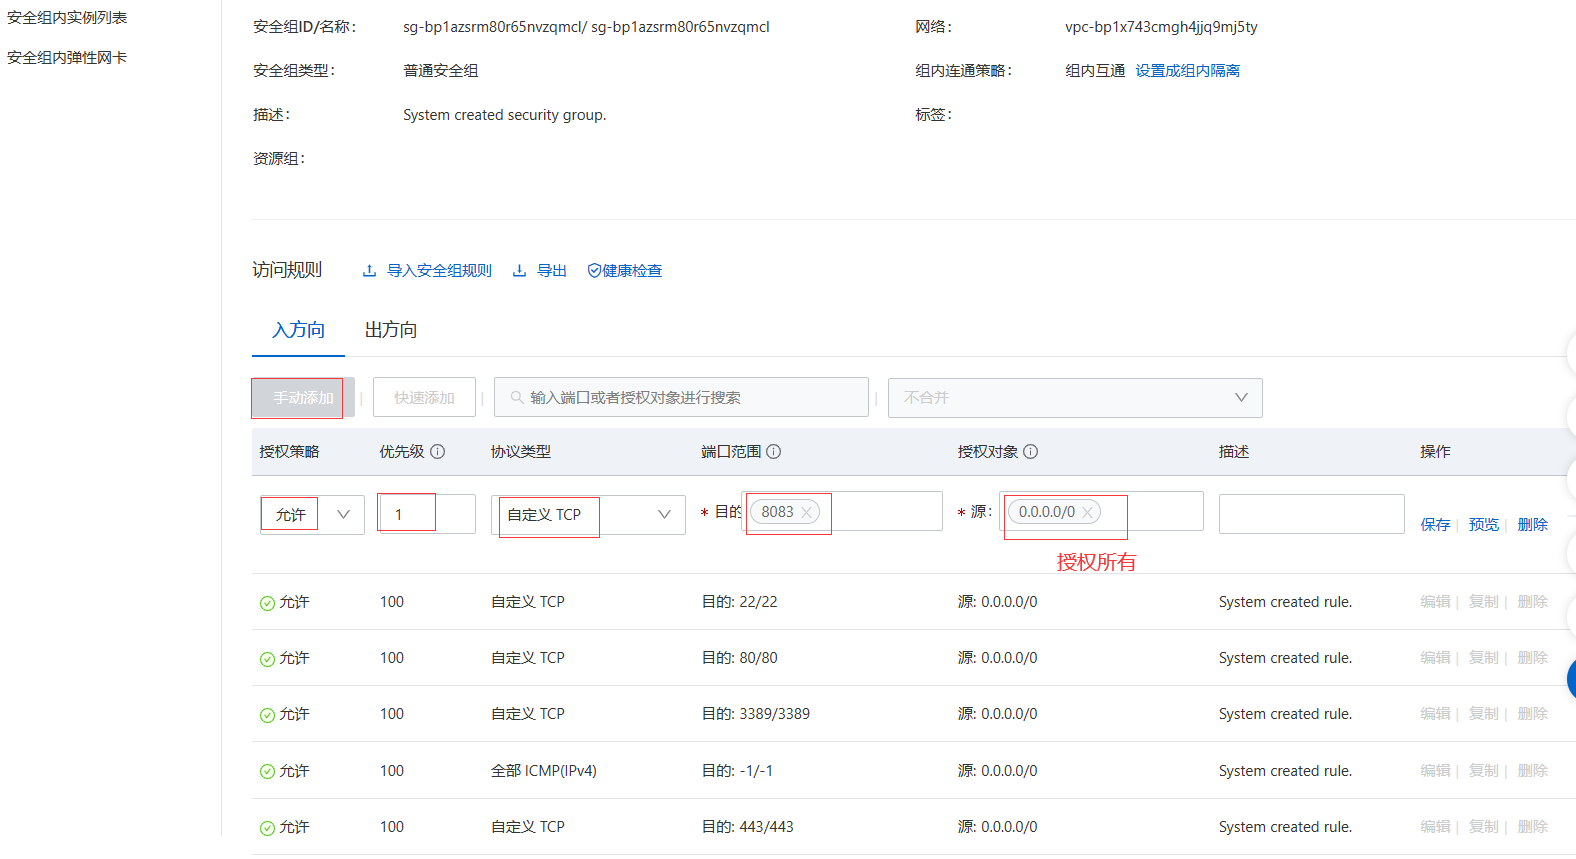 安全组内实例列表
安全组内弹性网卡
安全组ID/名称： sg-bp1azsrm80r65nvzqmcl/ sg-bp1azsrm80r65nvzqmcl 网络： vpc-bp1x743cmgh4jjq9mj5ty
安全组类型： 普通安全组 组内连通策略： 组内互通 设置成组内隔离
描述： System created security group. 标签：
资源组：
访问规则 导入安全组规则 导出 健康检查
入方向 出方向
手动添加 | 快速添加 | 输入端口或者授权对象进行搜索 | 不合并
授权策略 优先级 协议类型 端口范围 授权对象 描述 操作
允许 1 自定义 TCP * 目的 8083 * 源： 0.0.0.0/0 保存 | 预览 | 删除
授权所有
允许 100 自定义 TCP 目的: 22/22 源: 0.0.0.0/0 System created rule. 编辑 | 复制 | 删除
允许 100 自定义 TCP 目的: 80/80 源: 0.0.0.0/0 System created rule. 编辑 | 复制 | 删除
允许 100 自定义 TCP 目的: 3389/3389 源: 0.0.0.0/0 System created rule. 编辑 | 复制 | 删除
允许 100 全部 ICMP(IPv4) 目的: -1/-1 源: 0.0.0.0/0 System created rule. 编辑 | 复制 | 删除
允许 100 自定义 TCP 目的: 443/443 源: 0.0.0.0/0 System created rule. 编辑 | 复制 | 删除